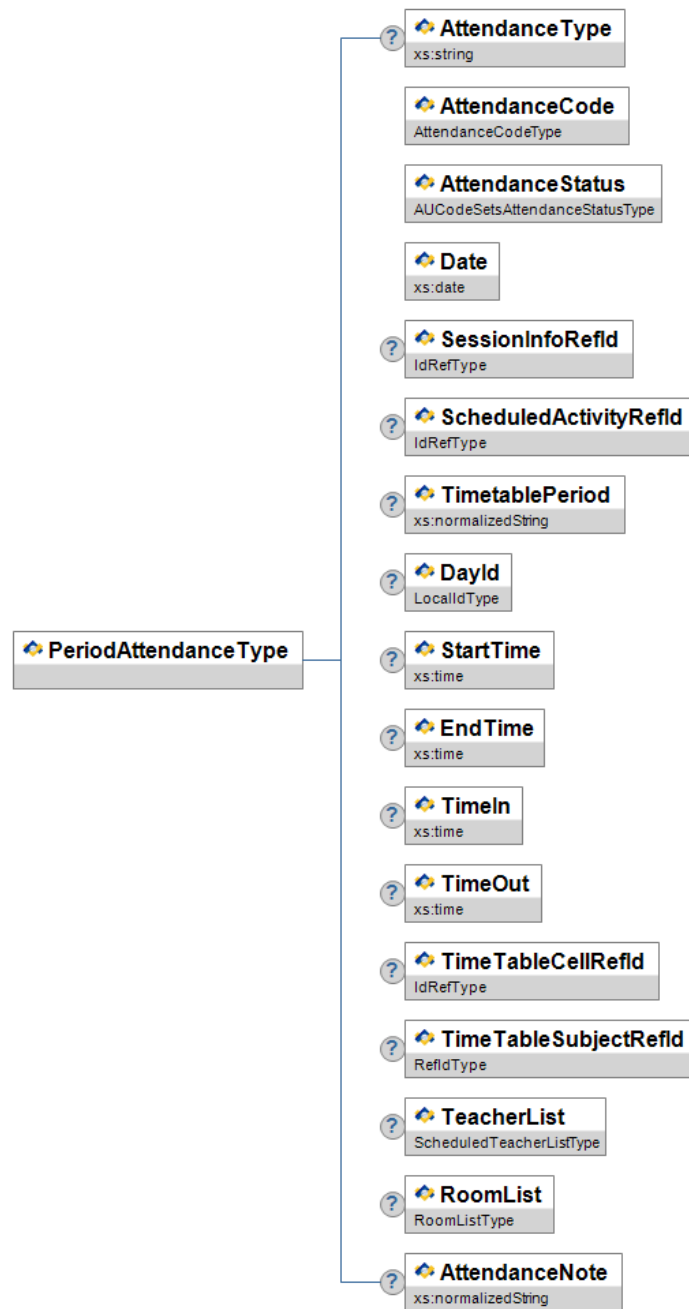 ? AttendanceType
xs:string
AttendanceCode
AttendanceCodeType
AttendanceStatus
AUCodeSetsAttendanceStatusType
Date
xs:date
? SessionInfoRefId
IdRefType
? ScheduledActivityRefId
IdRefType
? TimetablePeriod
xs:normalizedString
? DayId
LocalIdType
PeriodAttendanceType
? StartTime
xs:time
? EndTime
xs:time
? TimeIn
xs:time
? TimeOut
xs:time
? TimeTableCellRefId
IdRefType
? TimeTableSubjectRefId
RefIdType
? TeacherList
ScheduledTeacherListType
? RoomList
RoomListType
? AttendanceNote
xs:normalizedString